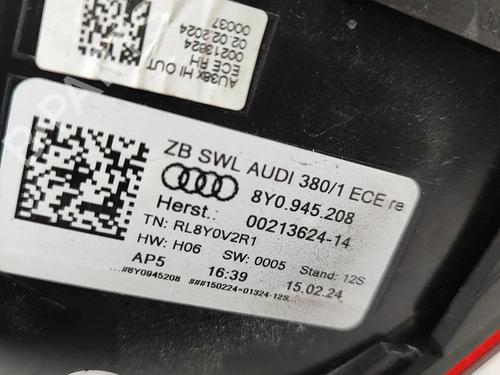 00037
02.02.2024
00213824
ECE RH
AU38x HI OUT
ZB SWL AUDI 380/1 ECE re
8Y0.945.208
Herst.: 00213624-14
TN: RL8Y0V2R1
HW: H06 SW: 0005 Stand: 12S
AP5 16:39 15.02.24
#8Y0945208 ###150224=01324-12S